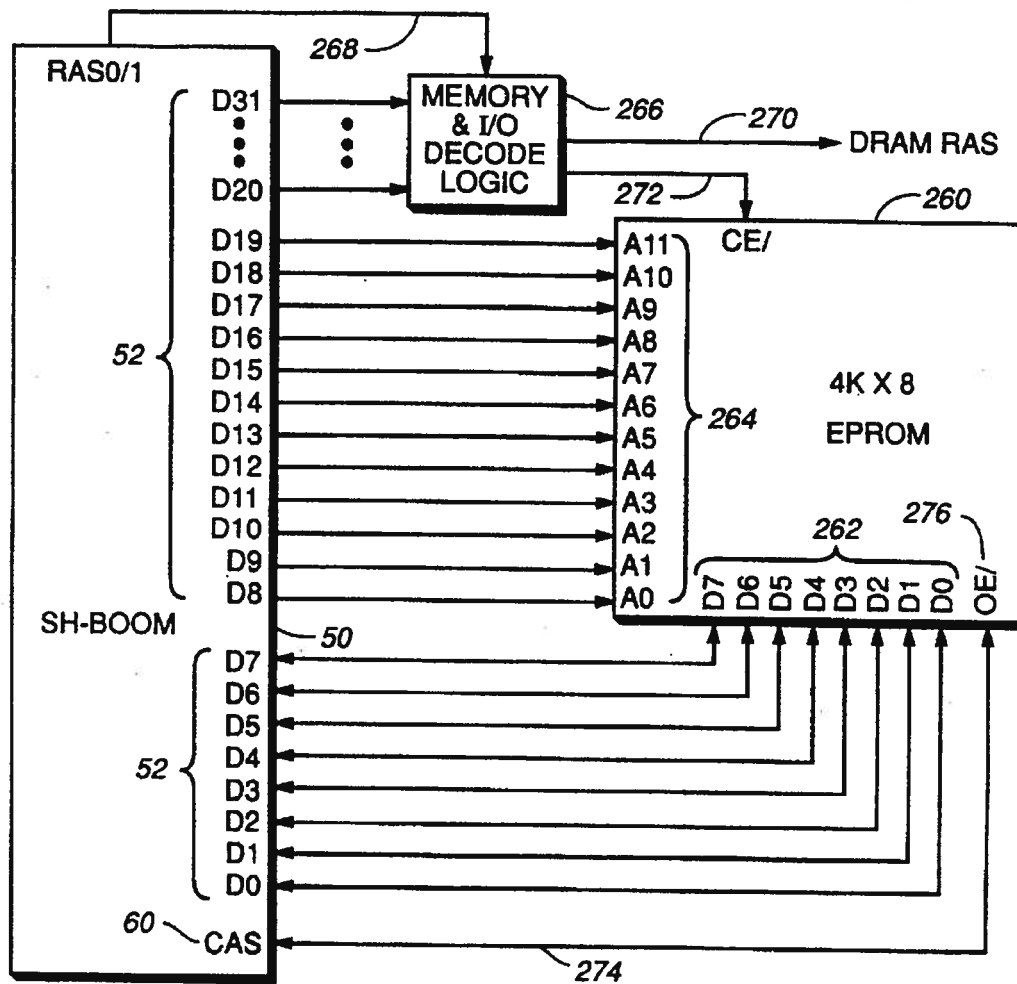 268
RAS0/1
MEMORY
& I/O
DECODE
LOGIC
266
270
DRAM RAS
272
260
D31
D20
CE/
D19
D18
D17
D16
D15
D14
D13
D12
D11
D10
D9
D8
52
A11
A10
A9
A8
A7
A6
A5
A4
A3
A2
A1
A0
264
4K X 8
EPROM
276
262
D7
D6
D5
D4
D3
D2
D1
D0
OE/
SH-BOOM
50
D7
D6
D5
D4
D3
D2
D1
D0
52
60
CAS
274